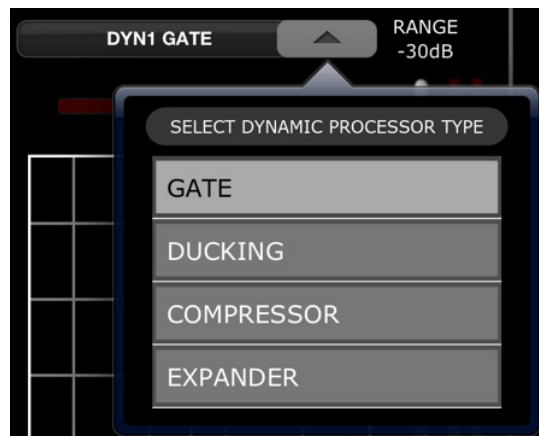 DYN1 GATE
RANGE
-30dB
SELECT DYNAMIC PROCESSOR TYPE
GATE
DUCKING
COMPRESSOR
EXPANDER